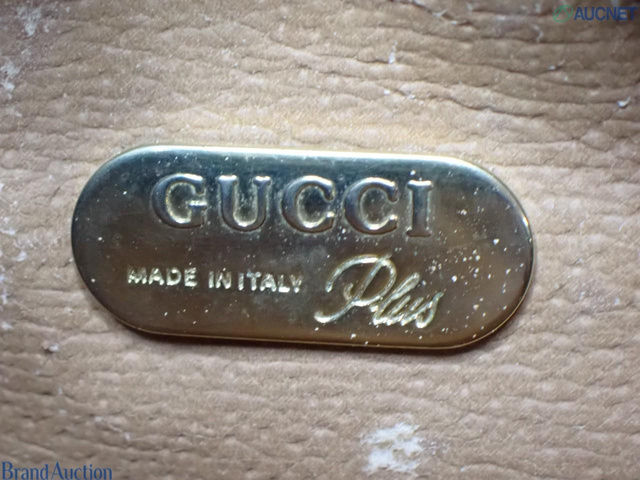 AUCNET
GUCCI
MADE IN ITALY Plus
Brand Auction